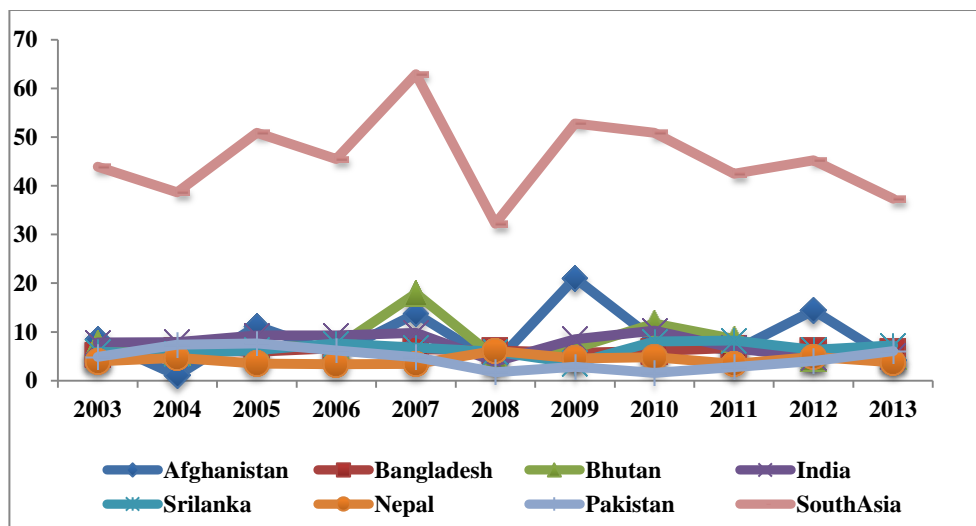 70
60
50
40
30
20
10
0
2003 2004 2005 2006 2007 2008 2009 2010 2011 2012 2013
Afghanistan Bangladesh Bhutan India
Srilanka Nepal Pakistan SouthAsia